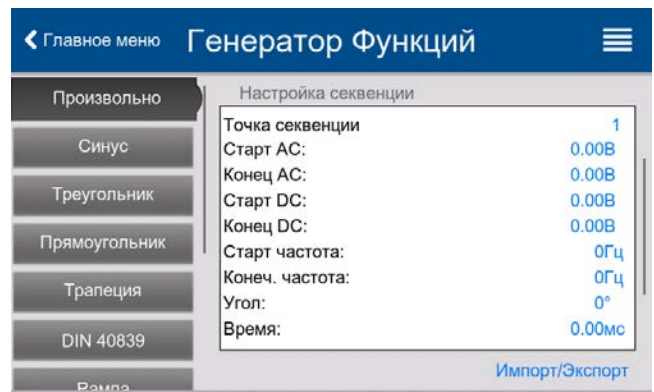 Главное меню
Генератор Функций
Произвольно
Синус
Треугольник
Прямоугольник
Трапеция
DIN 40839
Рампа
Настройка секвенции
Точка секвенции 1
Старт AC: 0.00В
Конец AC: 0.00В
Старт DC: 0.00В
Конец DC: 0.00В
Старт частота: 0Гц
Конеч. частота: 0Гц
Угол: 0°
Время: 0.00мс
Импорт/Экспорт